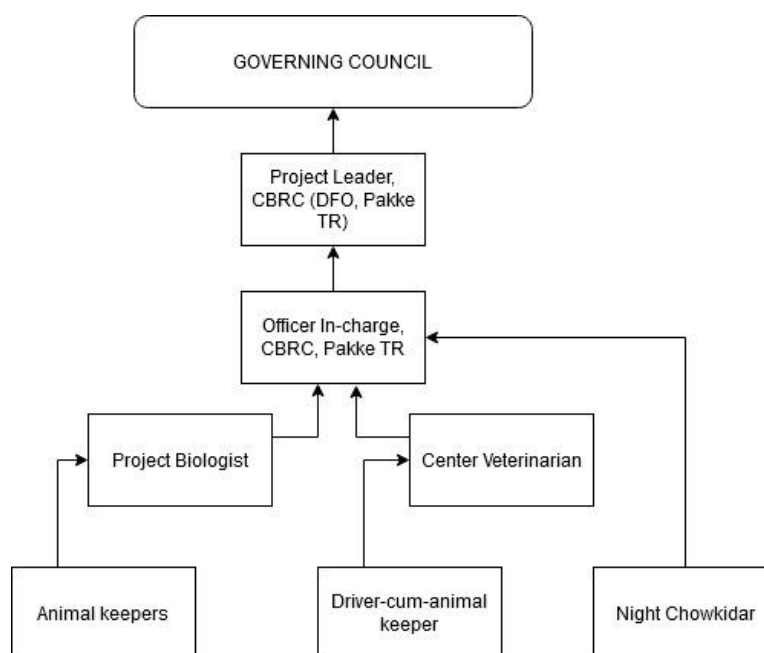 GOVERNING COUNCIL
Project Leader,
CBRC (DFO, Pakke
TR)
Officer In-charge,
CBRC, Pakke TR
Project Biologist
Center Veterinarian
Animal keepers
Driver-cum-animal
keeper
Night Chowkidar